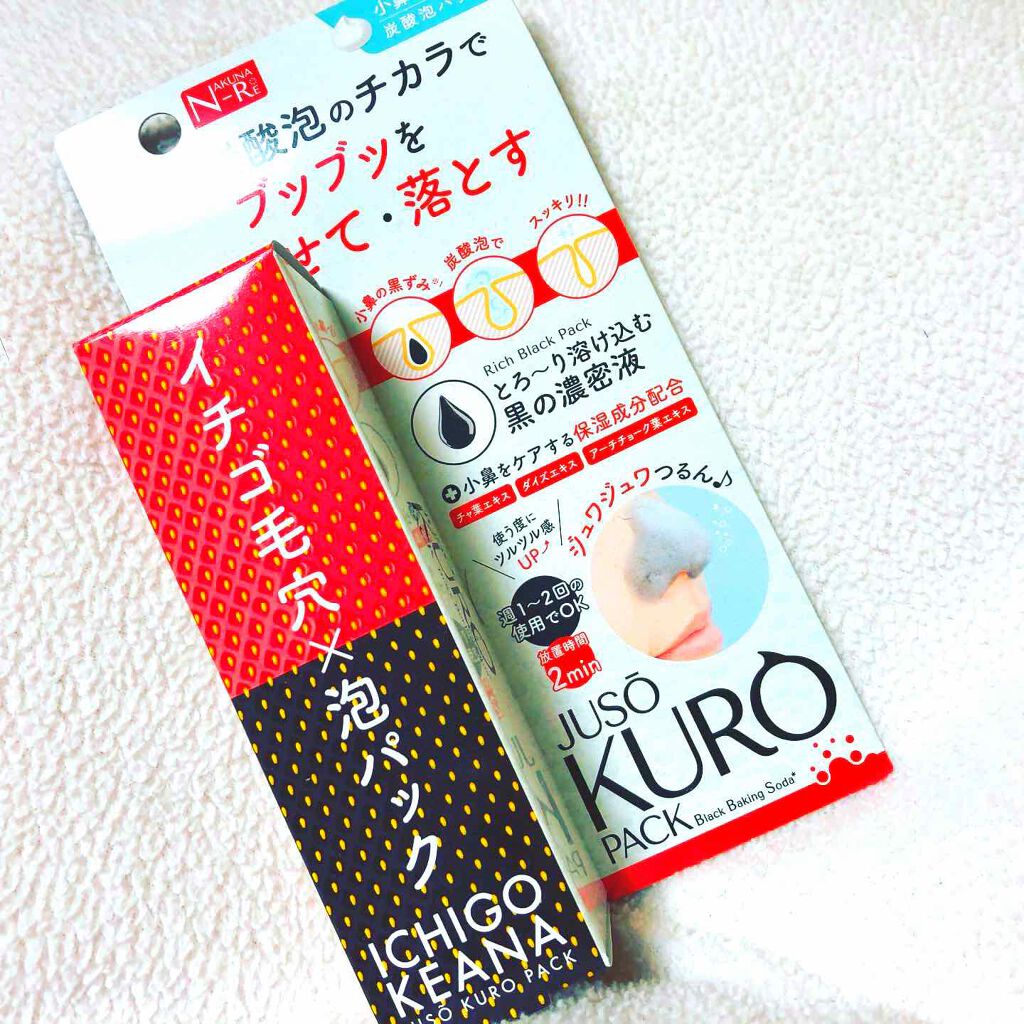 小鼻
炭酸泡パック
NAKUNA-RE
酸泡のチカラで
ブツブツを
せて・落とす
小鼻の黒ずみ
炭酸泡で
スッキリ!!
Rich Black Pack
とろ〜り溶け込む
黒の濃密液
小鼻をケアする保湿成分配合
チャ葉エキス
ダイズエキス
アーチチョーク葉エキス
使う度に
ツルツル感
UP
ジュワジュワつるん♪
週1〜2回の
使用でOK
放置時間
2min
JUSŌ
KURO
PACK Black Baking Soda*
イチゴ毛穴×泡パック
ICHIGO
KEANA
JUSŌ KURO PACK